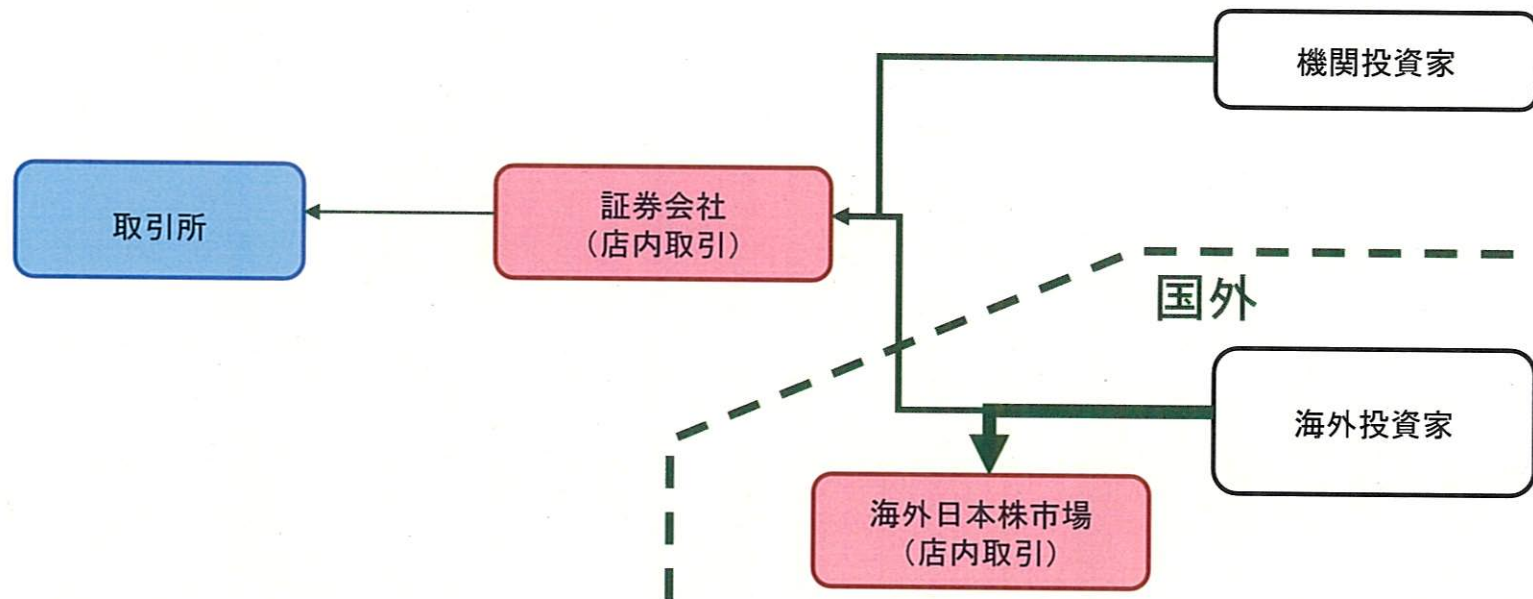 機関投資家
取引所
証券会社
（店内取引）
国外
海外投資家
海外日本株市場
（店内取引）